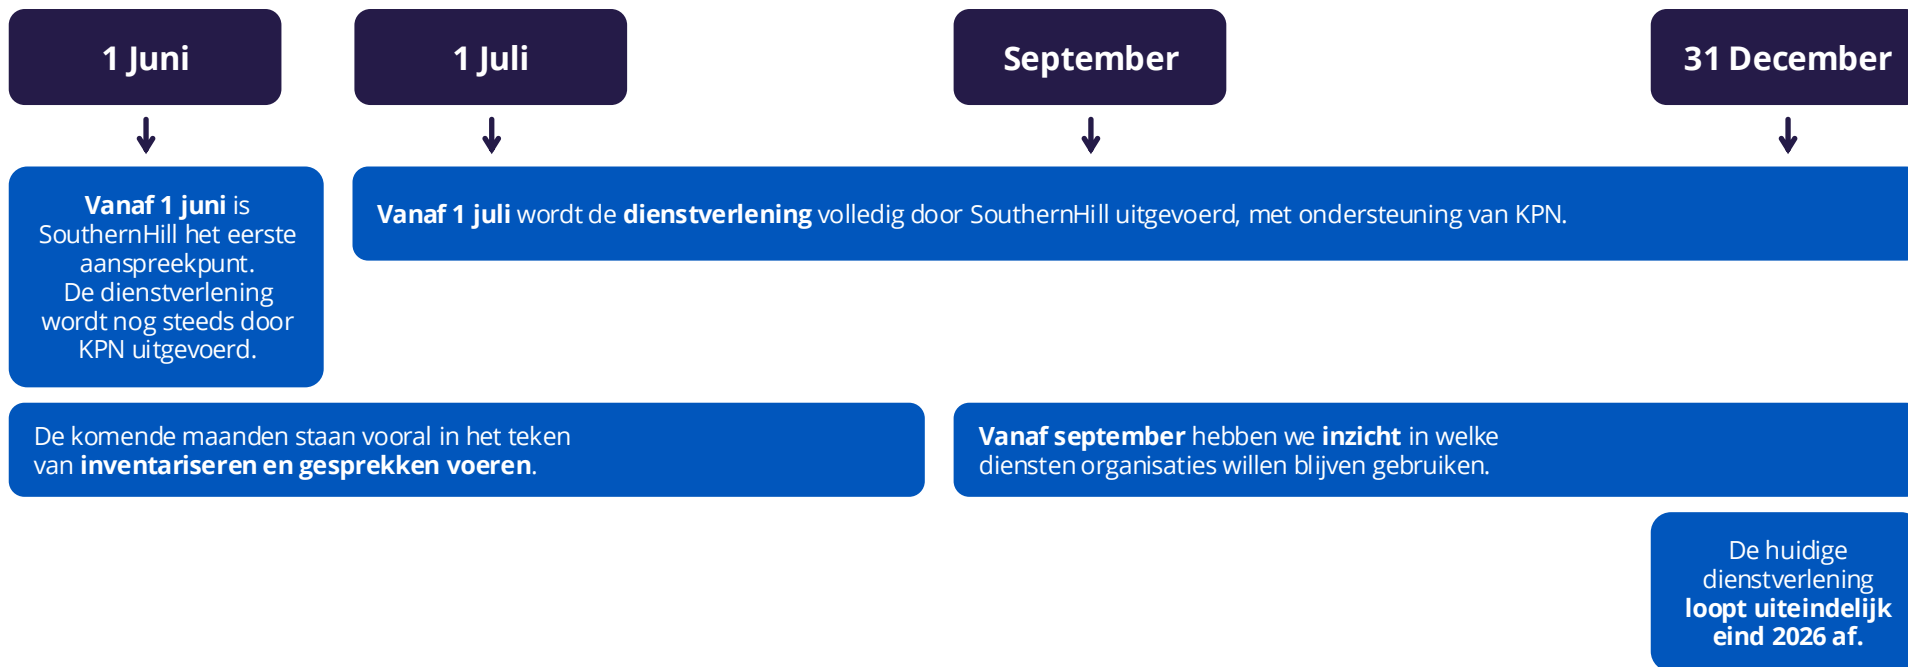 1 Juni
1 Juli
September
31 December
Vanaf 1 juni is
SouthernHill het eerste
aanspreekpunt.
De dienstverlening
wordt nog steeds door
KPN uitgevoerd.
Vanaf 1 juli wordt de dienstverlening volledig door SouthernHill uitgevoerd, met ondersteuning van KPN.
De komende maanden staan vooral in het teken
van inventariseren en gesprekken voeren.
Vanaf september hebben we inzicht in welke
diensten organisaties willen blijven gebruiken.
De huidige
dienstverlening
loopt uiteindelijk
eind 2026 af.